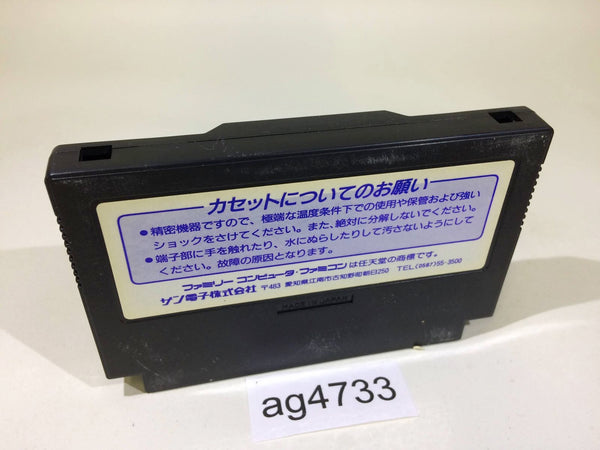 カセットについてのお願い
●精密機器ですので、極端な温度条件下での使用や保管および強い
ショックをさけてください。また、絶対に分解しないでください。
●端子部に手を触れたり、水にぬらしたりして汚さないようにして
ください。故障の原因となります。
ファミリー コンピュータ・ファミコンは任天堂の商標です。
サン電子株式会社 〒483 愛知県江南市古知野町朝日250 TEL.(0587)55-3500
MADE IN JAPAN
ag4733